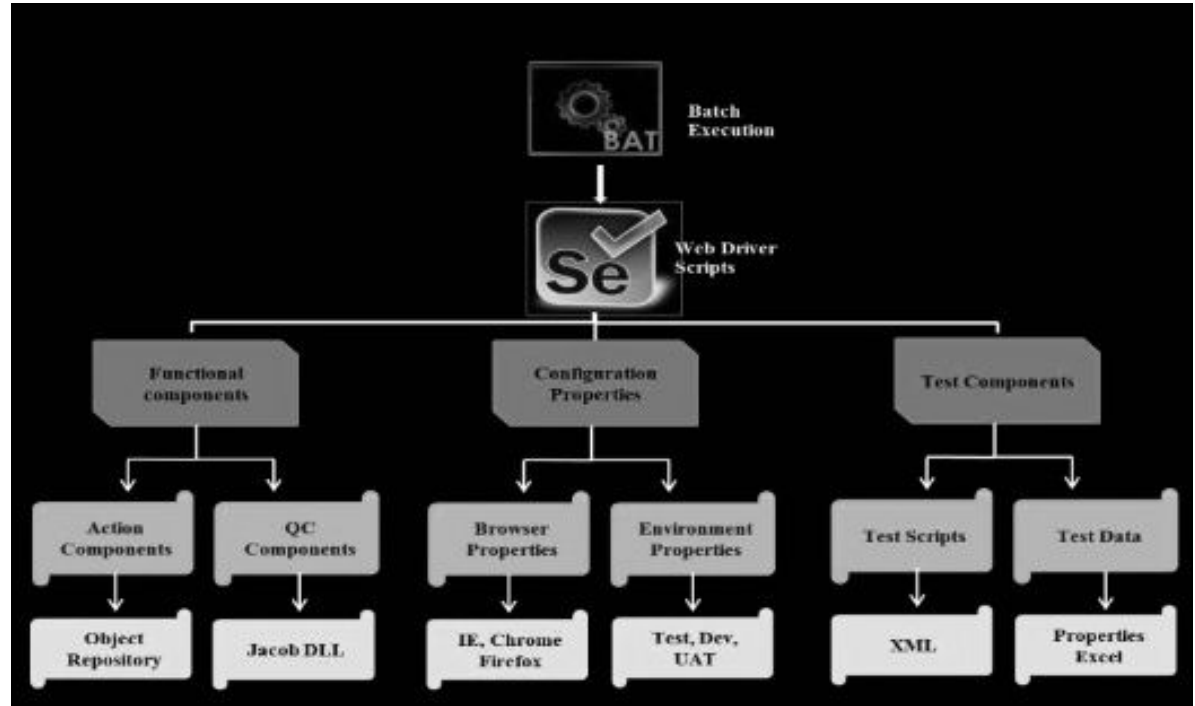 BAT
Batch
Execution
Se
Web Driver
Scripts
Functional
components
Configuration
Properties
Test Components
Action
Components
QC
Components
Browser
Properties
Environment
Properties
Test Scripts
Test Data
Object
Repository
Jacob DLL
IE, Chrome
Firefox
Test, Dev,
UAT
XML
Properties
Excel